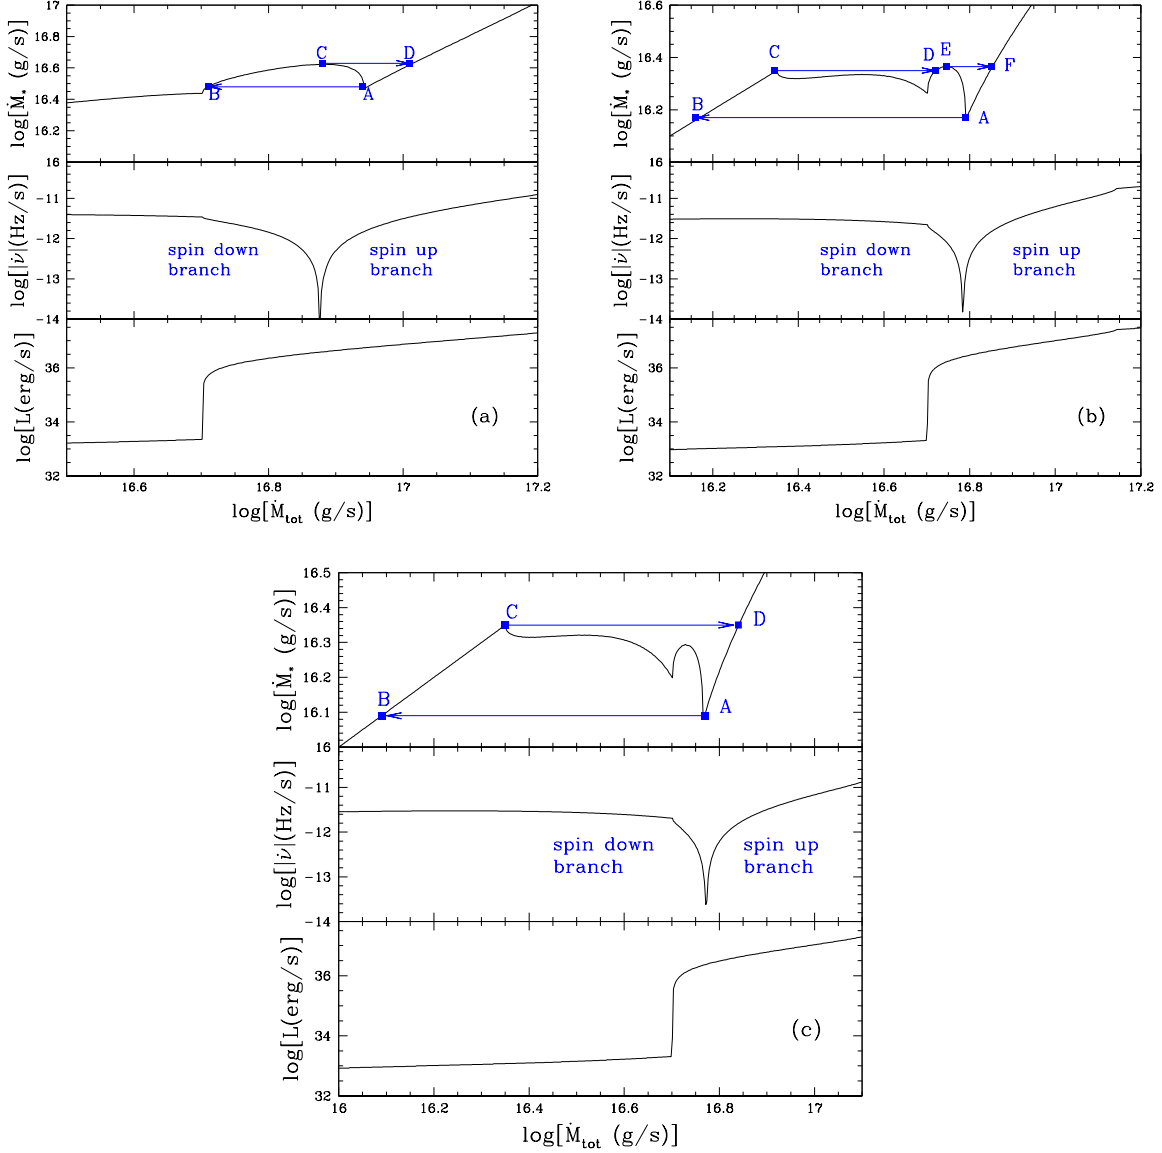 17
16.8
16.6
16.4
16.2
16
log[Ṁ* (g/s)]
C
D
B
A
-11
-12
-13
-14
log[|ν̇|(Hz/s)]
spin down
branch
spin up
branch
36
34
32
log[L(erg/s)]
(a)
16.6
16.8
17
17.2
log[Ṁtot (g/s)]
16.6
16.4
16.2
16
log[Ṁ* (g/s)]
C
D
E
F
B
A
-11
-12
-13
-14
log[|ν̇|(Hz/s)]
spin down
branch
spin up
branch
36
34
32
log[L(erg/s)]
(b)
16.2
16.4
16.6
16.8
17
17.2
log[Ṁtot (g/s)]
16.5
16.4
16.3
16.2
16.1
16
log[Ṁ* (g/s)]
C
D
B
A
-11
-12
-13
-14
log[|ν̇|(Hz/s)]
spin down
branch
spin up
branch
36
34
32
log[L(erg/s)]
(c)
16
16.2
16.4
16.6
16.8
17
log[Ṁtot (g/s)]